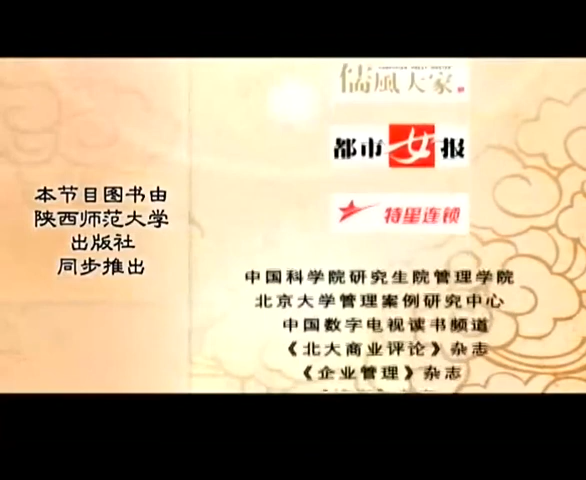 本节目图书由
陕西师范大学
出版社
同步推出
儒風大家
都市女报
特星连锁
中国科学院研究生院管理学院
北京大学管理案例研究中心
中国数字电视读书频道
《北大商业评论》杂志
《企业管理》杂志